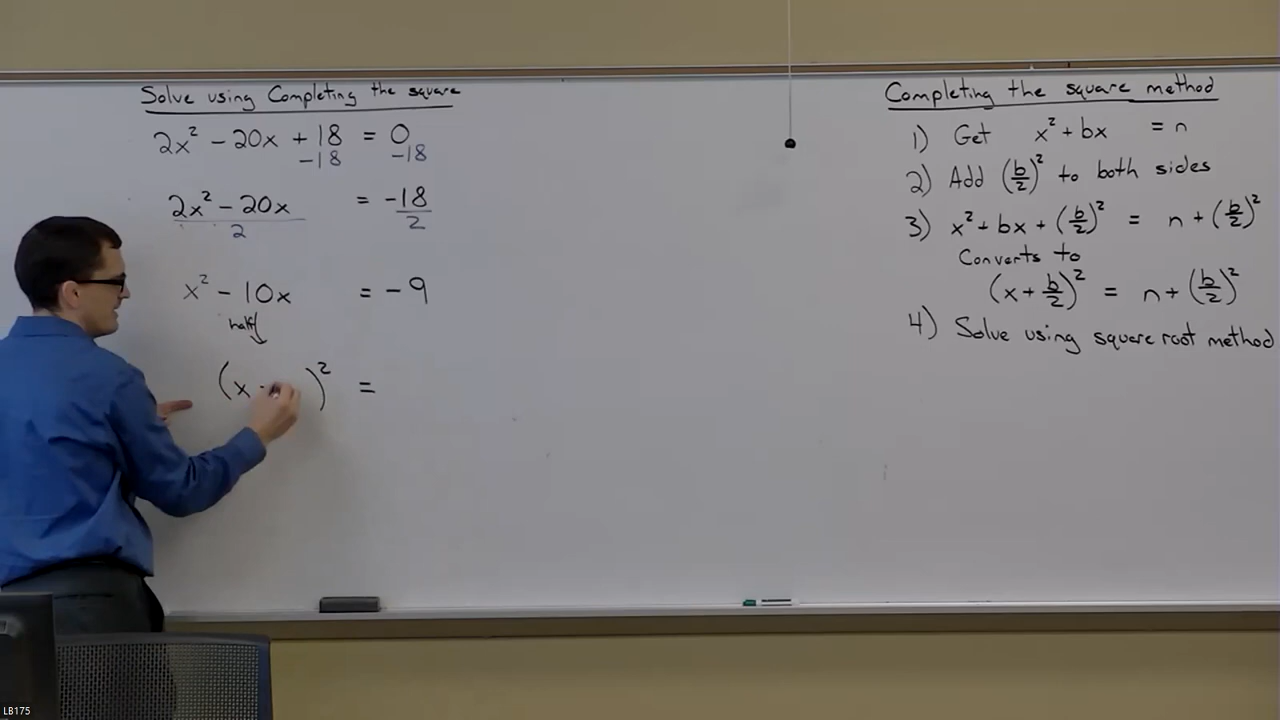 Solve using Completing the square
2x² - 20x + 18 = 0
-18 -18
2x² - 20x = -18
2 2
x² - 10x = -9
half
(x - )² =
Completing the square method
1) Get x² + bx = n
2) Add (b/2)² to both sides
3) x² + bx + (b/2)² = n + (b/2)²
Converts to
(x + b/2)² = n + (b/2)²
4) Solve using square root method
LB175